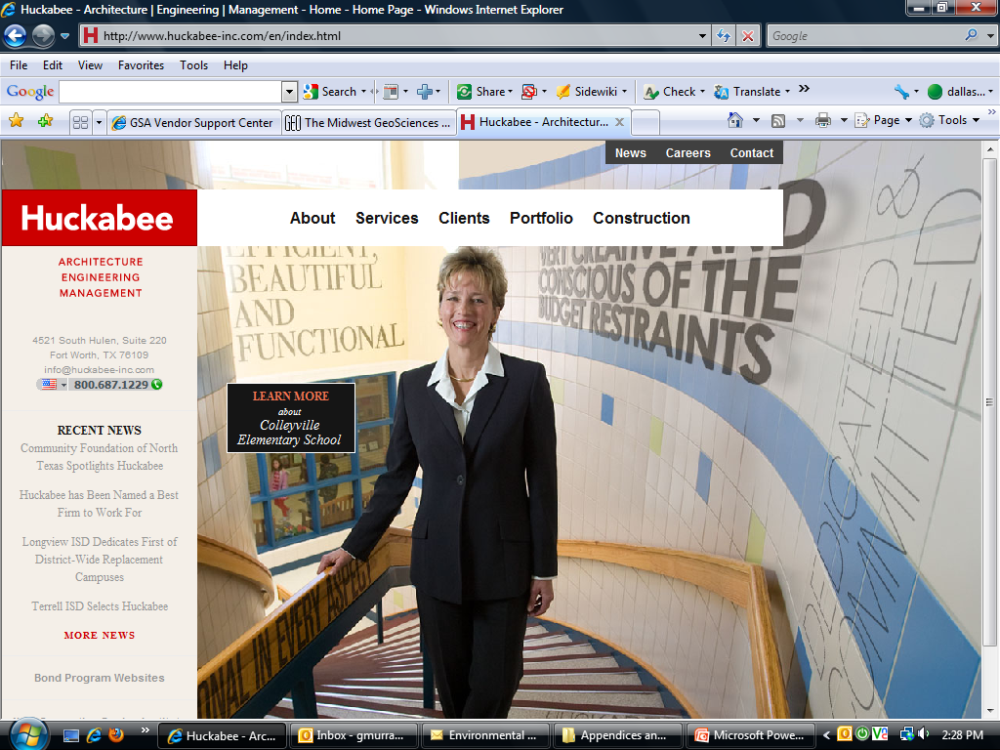 Huckabee - Architecture | Engineering | Management - Home - Home Page - Windows Internet Explorer
http://www.huckabee-inc.com/en/index.html
Google
File Edit View Favorites Tools Help
Google Search Share Sidewiki Check Translate » dallas...
GSA Vendor Support Center The Midwest GeoSciences ... Huckabee - Architectur... Page Tools »
News Careers Contact
Huckabee
About Services Clients Portfolio Construction
ARCHITECTURE
ENGINEERING
MANAGEMENT
4521 South Hulen, Suite 220
Fort Worth, TX 76109
info@huckabee-inc.com
800.687.1229
RECENT NEWS
Community Foundation of North
Texas Spotlights Huckabee
Huckabee has Been Named a Best
Firm to Work For
Longview ISD Dedicates First of
District-Wide Replacement
Campuses
Terrell ISD Selects Huckabee
MORE NEWS
Bond Program Websites
EFFICIENT,
BEAUTIFUL
AND
FUNCTIONAL
VERY CREATIVE AND
CONSCIOUS OF THE
BUDGET RESTRAINTS
LEARN MORE
about
Colleyville
Elementary School
IN EVERY ASPECT
&
Huckabee - Arc... Inbox - gmurra... Environmental ... Appendices an... Microsoft Powe... 2:28 PM